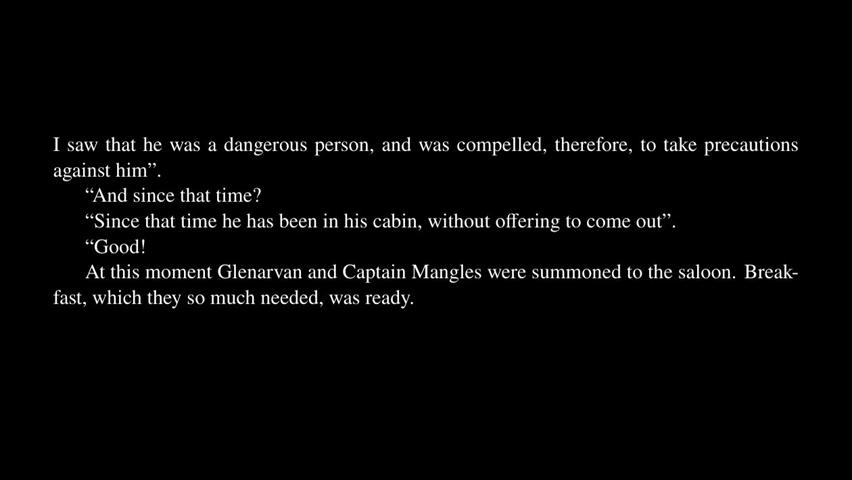 I saw that he was a dangerous person, and was compelled, therefore, to take precautions
against him”.
“And since that time?
“Since that time he has been in his cabin, without offering to come out”.
“Good!
At this moment Glenarvan and Captain Mangles were summoned to the saloon. Break-
fast, which they so much needed, was ready.